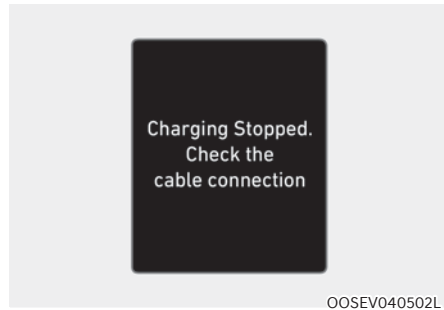 Charging Stopped.
Check the
cable connection
OOSEV040502L